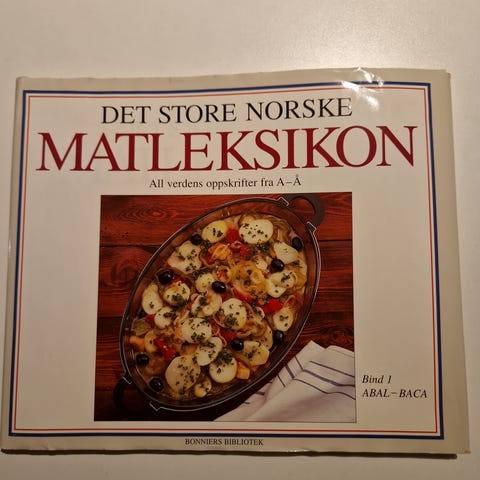 DET STORE NORSKE
MATLEKSIKON
All verdens oppskrifter fra A–Å
Bind 1
ABAL–BACA
BONNIERS BIBLIOTEK